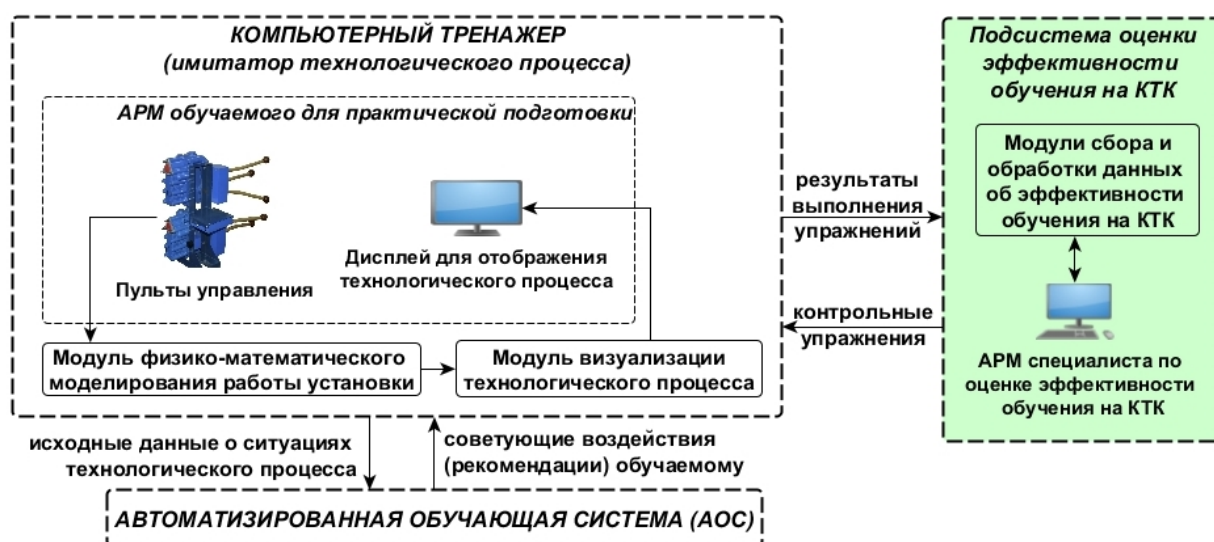 КОМПЬЮТЕРНЫЙ ТРЕНАЖЕР
(имитатор технологического процесса)
АРМ обучаемого для практической подготовки
Пульты управления
Дисплей для отображения
технологического процесса
Модуль физико-математического
моделирования работы установки
Модуль визуализации
технологического процесса
результаты
выполнения
упражнений
контрольные
упражнения
Подсистема оценки
эффективности
обучения на КТК
Модули сбора и
обработки данных
об эффективности
обучения на КТК
АРМ специалиста по
оценке эффективности
обучения на КТК
исходные данные о ситуациях
технологического процесса
советующие воздействия
(рекомендации) обучаемому
АВТОМАТИЗИРОВАННАЯ ОБУЧАЮЩАЯ СИСТЕМА (АОС)